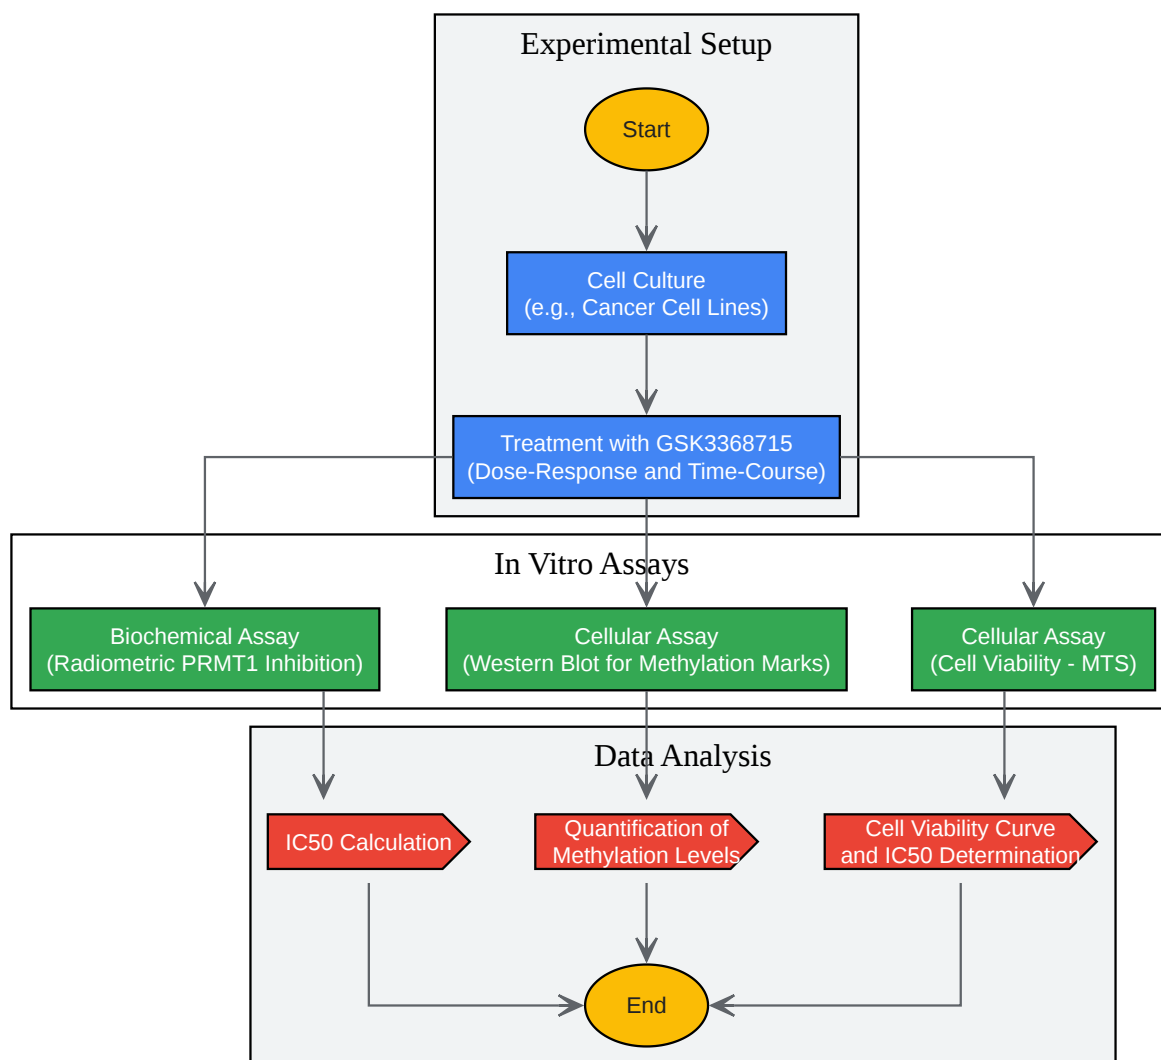 Experimental Setup
Start
Cell Culture
(e.g., Cancer Cell Lines)
Treatment with GSK3368715
(Dose-Response and Time-Course)
In Vitro Assays
Biochemical Assay
(Radiometric PRMT1 Inhibition)
Cellular Assay
(Western Blot for Methylation Marks)
Cellular Assay
(Cell Viability - MTS)
Data Analysis
IC50 Calculation
Quantification of
Methylation Levels
Cell Viability Curve
and IC50 Determination
End